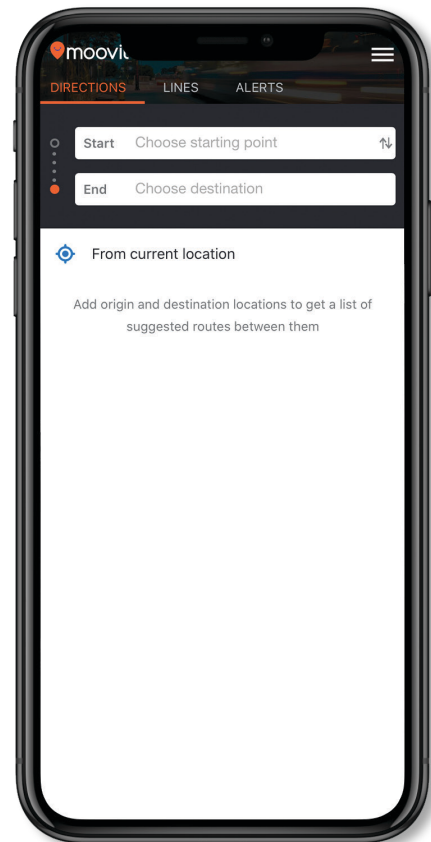 moovit
DIRECTIONS LINES ALERTS
Start Choose starting point
End Choose destination
From current location
Add origin and destination locations to get a list of
suggested routes between them